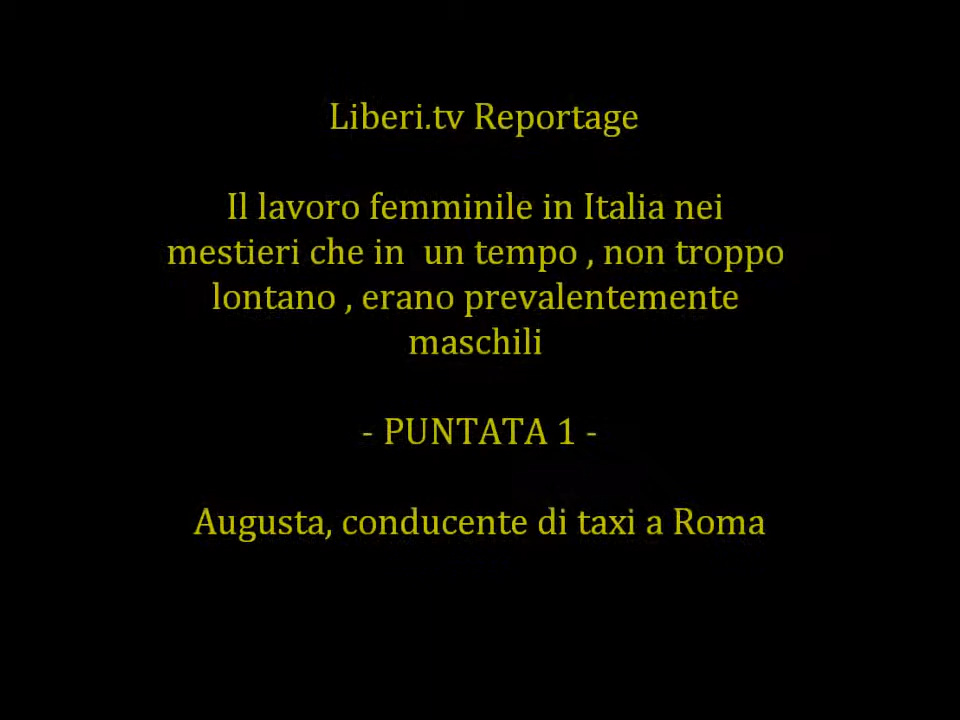 Liberi.tv Reportage
Il lavoro femminile in Italia nei
mestieri che in un tempo , non troppo
lontano , erano prevalentemente
maschili
- PUNTATA 1 -
Augusta, conducente di taxi a Roma